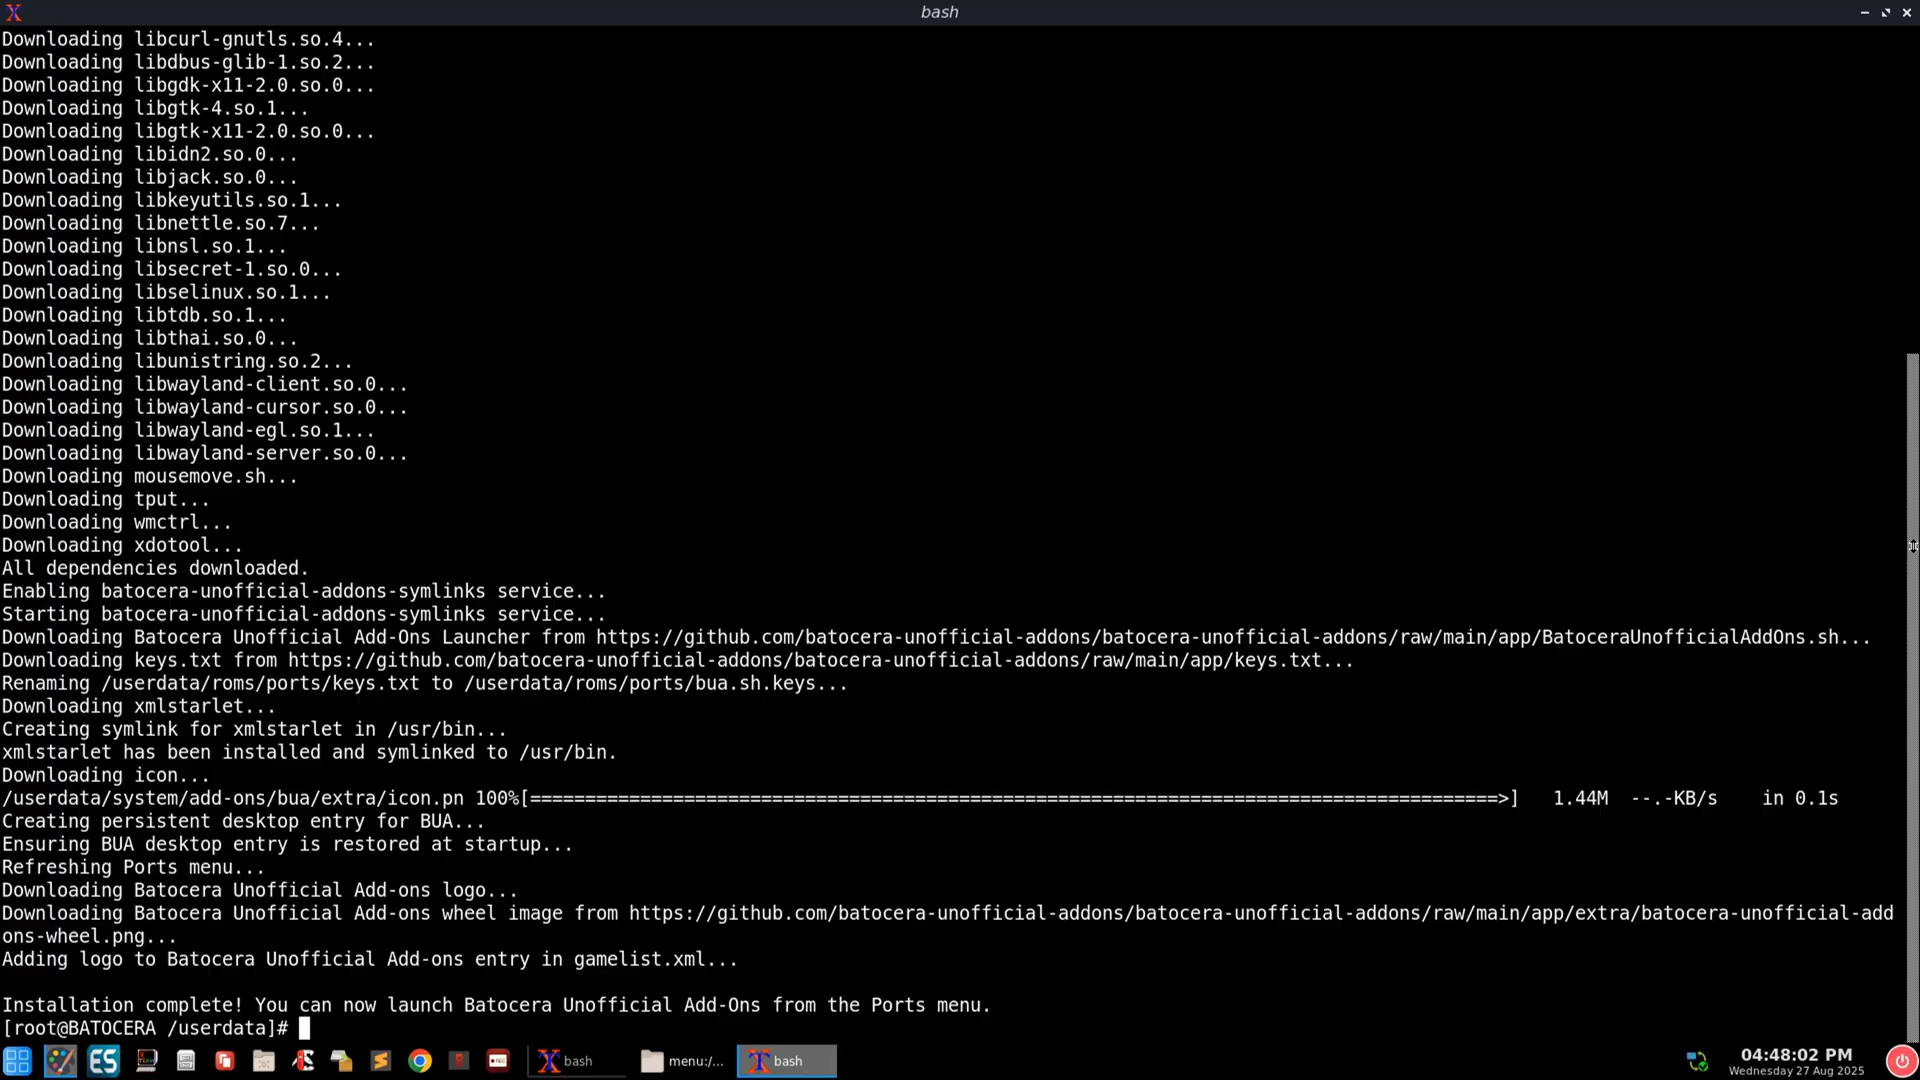 bash
Downloading libcurl-gnutls.so.4...
Downloading libdbus-glib-1.so.2...
Downloading libgdk-x11-2.0.so.0...
Downloading libgtk-4.so.1...
Downloading libgtk-x11-2.0.so.0...
Downloading libidn2.so.0...
Downloading libjack.so.0...
Downloading libkeyutils.so.1...
Downloading libnettle.so.7...
Downloading libnsl.so.1...
Downloading libsecret-1.so.0...
Downloading libselinux.so.1...
Downloading libtdb.so.1...
Downloading libthai.so.0...
Downloading libunistring.so.2...
Downloading libwayland-client.so.0...
Downloading libwayland-cursor.so.0...
Downloading libwayland-egl.so.1...
Downloading libwayland-server.so.0...
Downloading mousemove.sh...
Downloading tput...
Downloading wmctrl...
Downloading xdotool...
All dependencies downloaded.
Enabling batocera-unofficial-addons-symlinks service...
Starting batocera-unofficial-addons-symlinks service...
Downloading Batocera Unofficial Add-Ons Launcher from https://github.com/batocera-unofficial-addons/batocera-unofficial-addons/raw/main/app/BatoceraUnofficialAddOns.sh...
Downloading keys.txt from https://github.com/batocera-unofficial-addons/batocera-unofficial-addons/raw/main/app/keys.txt...
Renaming /userdata/roms/ports/keys.txt to /userdata/roms/ports/bua.sh.keys...
Downloading xmlstarlet...
Creating symlink for xmlstarlet in /usr/bin...
xmlstarlet has been installed and symlinked to /usr/bin.
Downloading icon...
/userdata/system/add-ons/bua/extra/icon.pn 100%[========================================================================================>]   1.44M  --.-KB/s    in 0.1s
Creating persistent desktop entry for BUA...
Ensuring BUA desktop entry is restored at startup...
Refreshing Ports menu...
Downloading Batocera Unofficial Add-ons logo...
Downloading Batocera Unofficial Add-ons wheel image from https://github.com/batocera-unofficial-addons/batocera-unofficial-addons/raw/main/app/extra/batocera-unofficial-add
ons-wheel.png...
Adding logo to Batocera Unofficial Add-ons entry in gamelist.xml...
Installation complete! You can now launch Batocera Unofficial Add-Ons from the Ports menu.
[root@BATOCERA /userdata]#
ES bash menu:/... bash 04:48:02 PM
Wednesday 27 Aug 2025